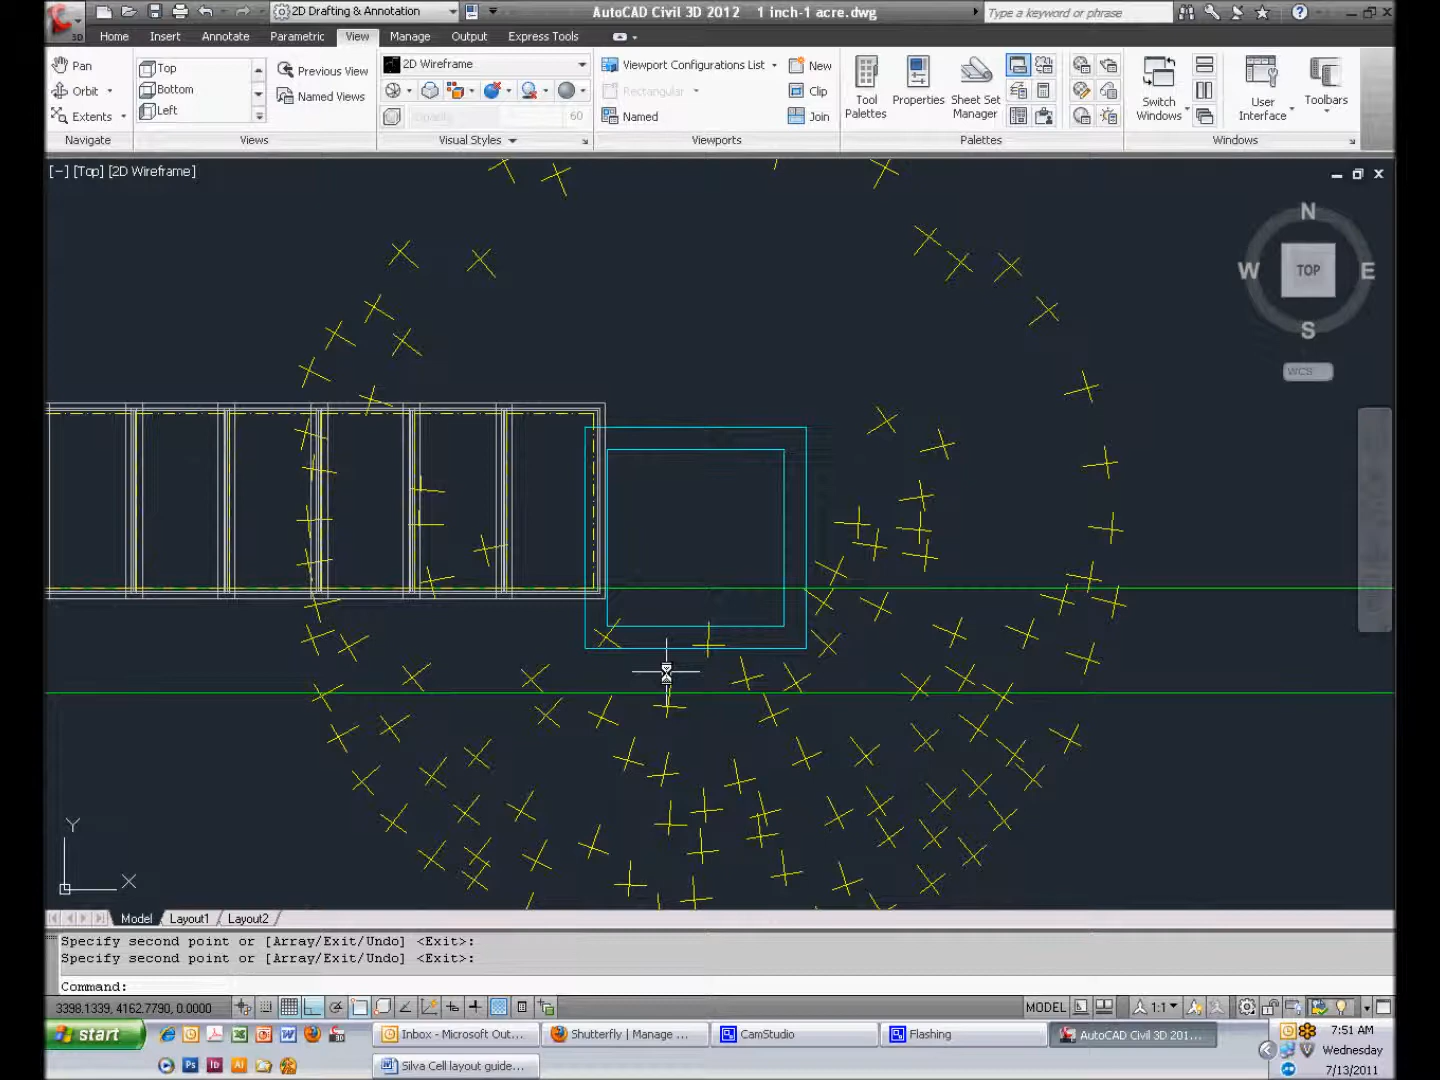 2D Drafting & Annotation
AutoCAD Civil 3D 2012 1 inch-1 acre.dwg
Type a keyword or phrase
3D
Home Insert Annotate Parametric View Manage Output Express Tools
Pan
Orbit
Extents
Navigate
Top
Bottom
Left
Views
Previous View
Named Views
2D Wireframe
Opacity 60
Visual Styles
Viewport Configurations List
Rectangular
Named
New
Clip
Join
Viewports
Tool Palettes
Properties
Sheet Set Manager
Palettes
Switch Windows
User Interface
Toolbars
Windows
[−] [Top] [2D Wireframe]
N
W TOP E
S
WCS
Y
X
Model Layout1 Layout2
Specify second point or [Array/Exit/Undo] <Exit>:
Specify second point or [Array/Exit/Undo] <Exit>:
Command:
3398.1339, 4162.7790, 0.0000
MODEL 1:1
start
Inbox - Microsoft Out...
Shutterfly | Manage ...
CamStudio
Flashing
AutoCAD Civil 3D 201...
7:51 AM
Silva Cell layout guide...
Wednesday
7/13/2011